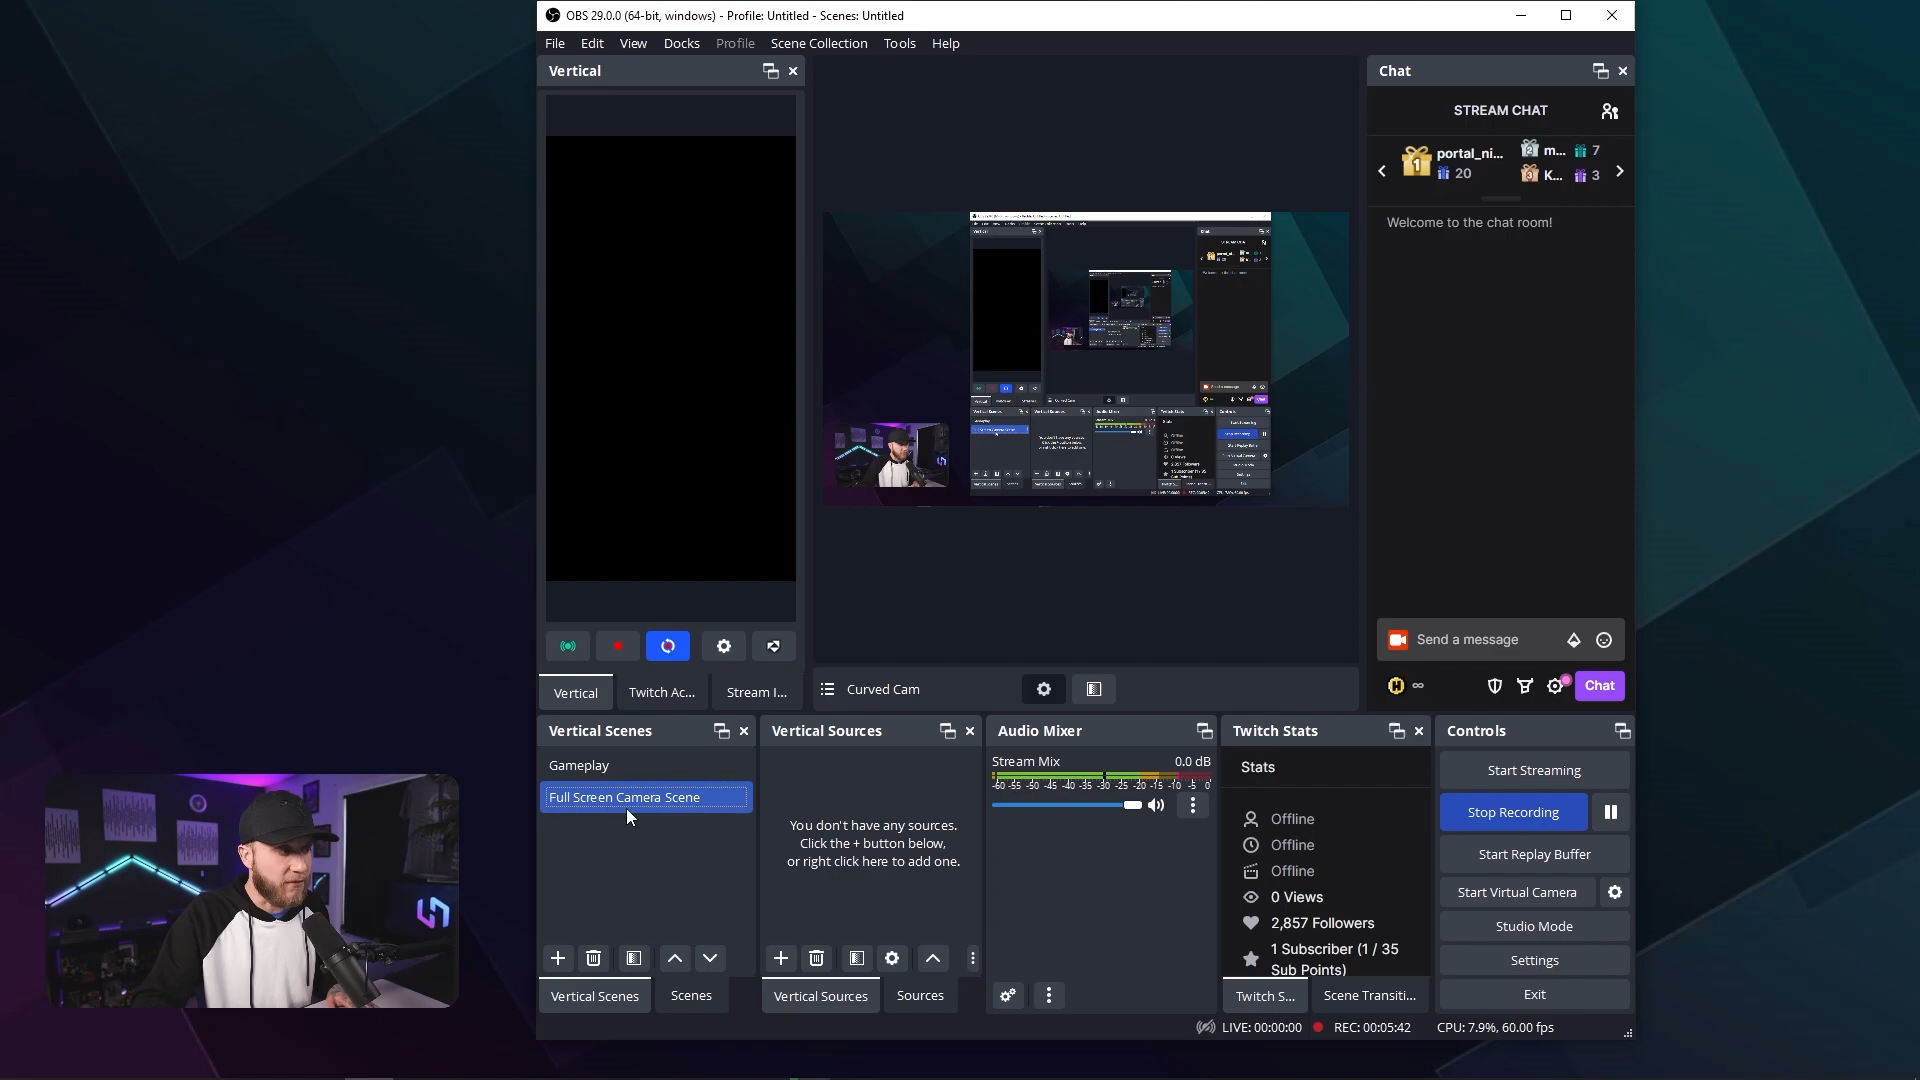 OBS 29.0.0 (64-bit, windows) - Profile: Untitled - Scenes: Untitled
File Edit View Docks Profile Scene Collection Tools Help
Vertical
Chat
STREAM CHAT
1 portal_ni...
20
2 m... 7
3 K... 3
Welcome to the chat room!
Send a message
∞
Chat
Vertical Twitch Ac... Stream I...
Curved Cam
Vertical Scenes
Gameplay
Full Screen Camera Scene
Vertical Scenes Scenes
Vertical Sources
You don't have any sources.
Click the + button below,
or right click here to add one.
Vertical Sources Sources
Audio Mixer
Stream Mix 0.0 dB
-60 -55 -50 -45 -40 -35 -30 -25 -20 -15 -10 -5 0
Twitch Stats
Stats
Offline
Offline
Offline
0 Views
2,857 Followers
1 Subscriber (1 / 35
Sub Points)
Twitch S... Scene Transiti...
Controls
Start Streaming
Stop Recording
Start Replay Buffer
Start Virtual Camera
Studio Mode
Settings
Exit
LIVE: 00:00:00 REC: 00:05:42 CPU: 7.9%, 60.00 fps